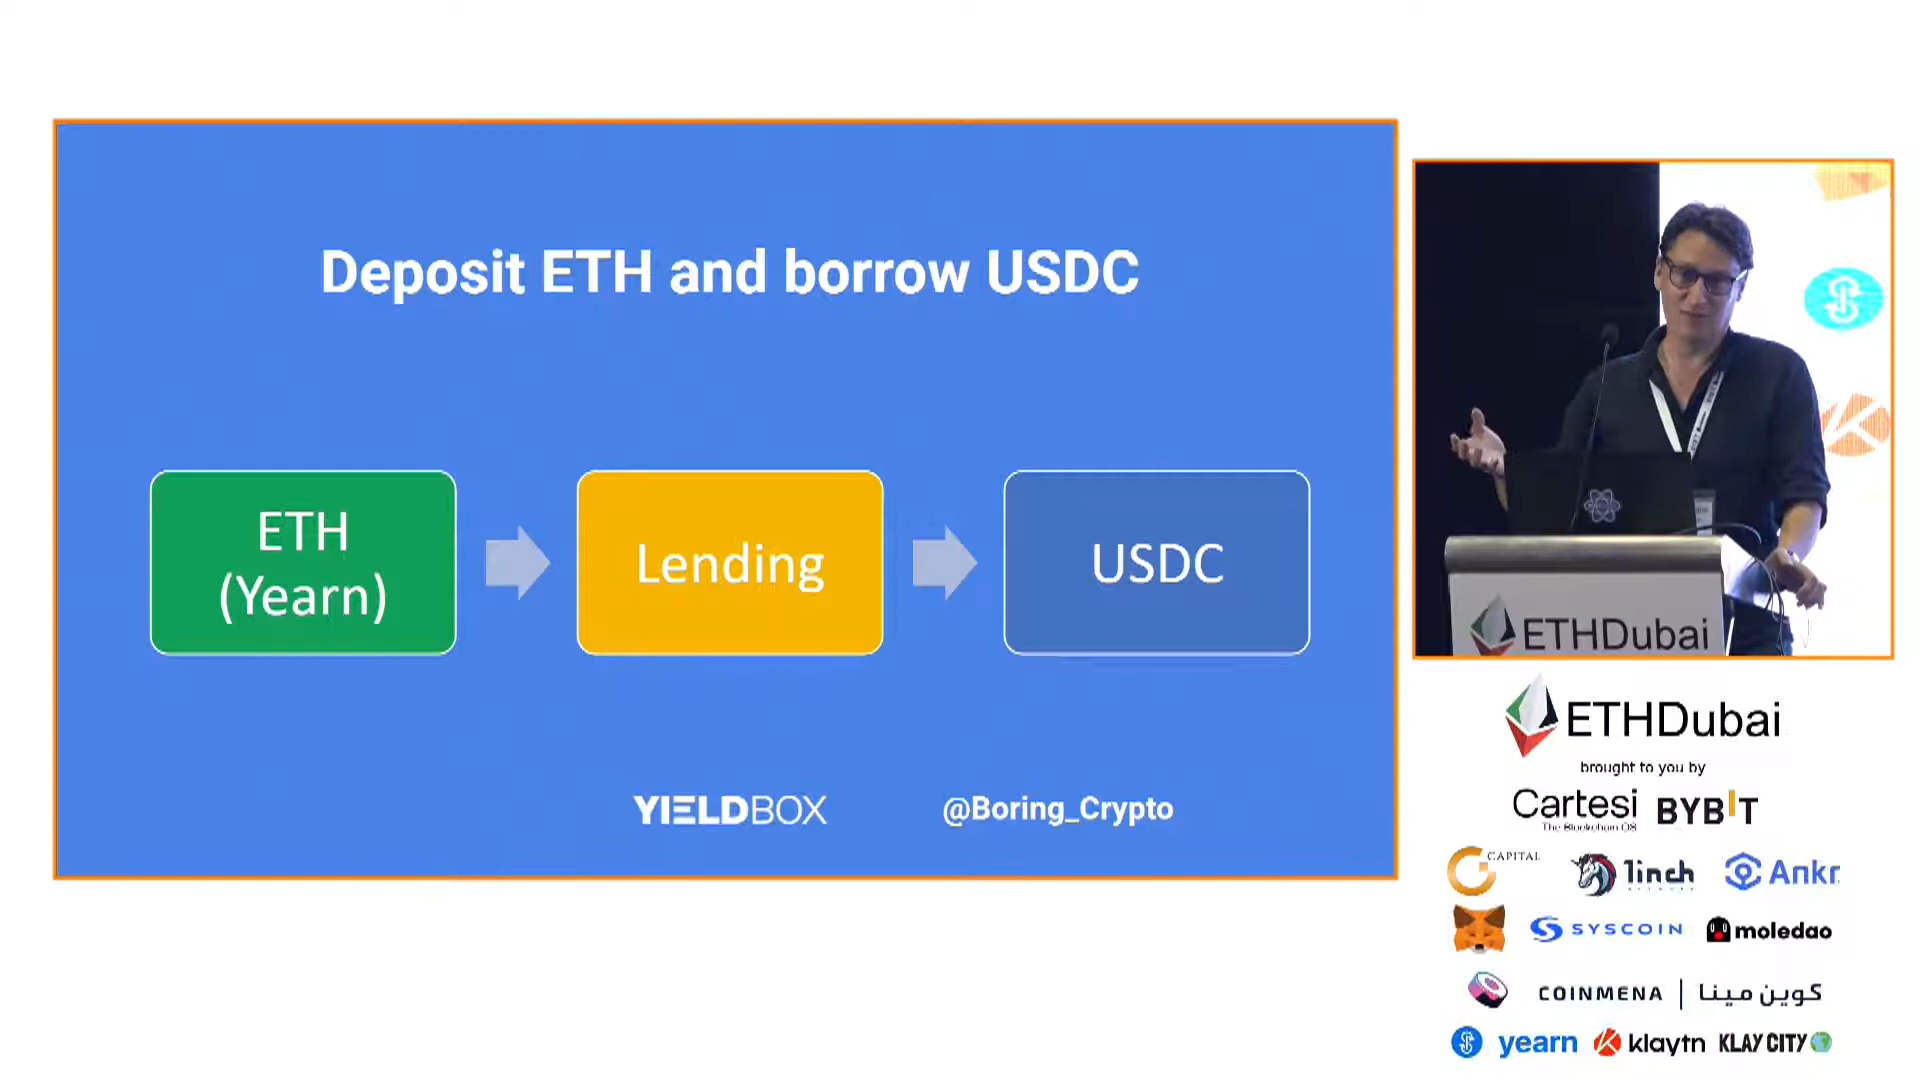 Deposit ETH and borrow USDC
ETH
(Yearn)
Lending
USDC
YIELDBOX
@Boring_Crypto
ETHDubai
ETHDubai
brought to you by
Cartesi
The Blockchain OS
BYBIT
CAPITAL
1inch
NETWORK
Ankr
SYSCOIN
moledao
COINMENA | كوين مينا
yearn
klaytn
KLAY CITY